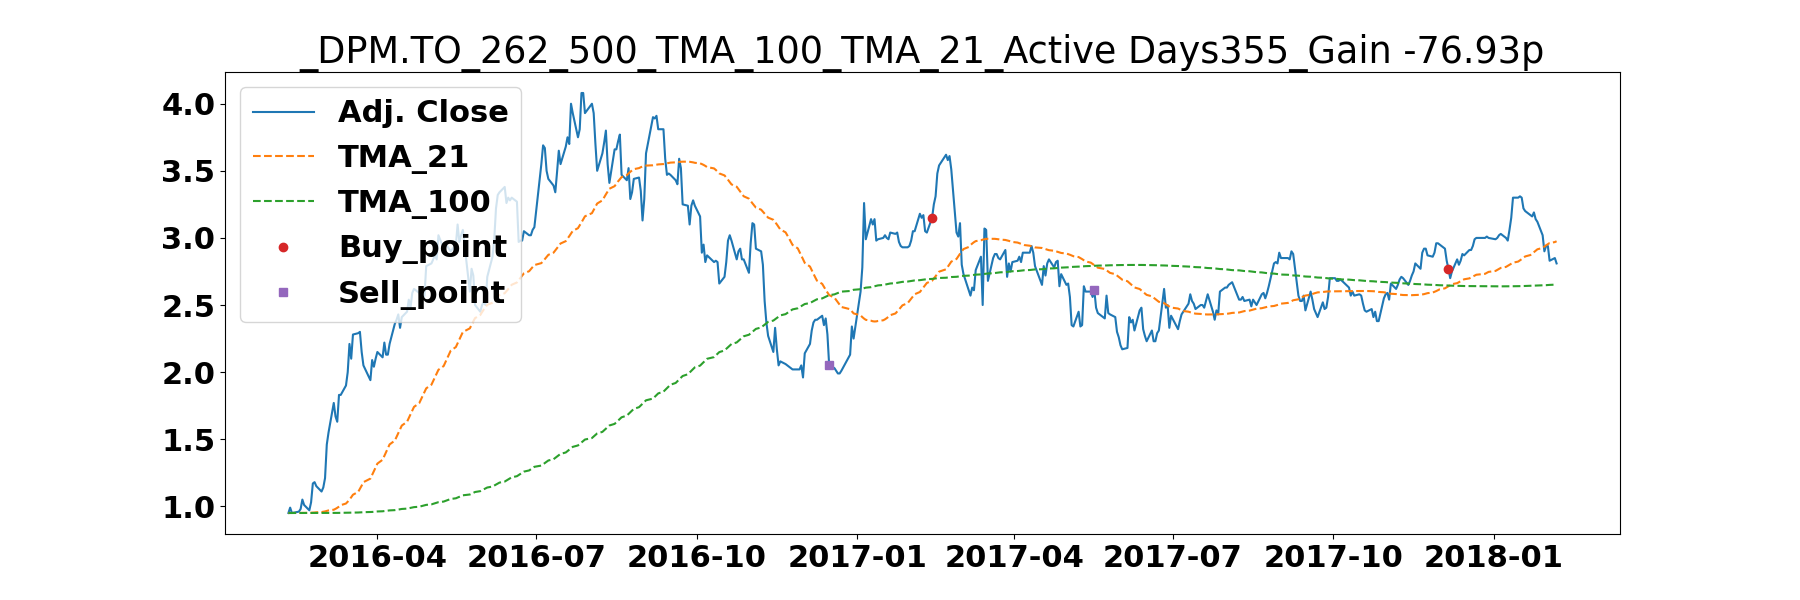 _DPM.TO_262_500_TMA_100_TMA_21_Active Days355_Gain -76.93p
4.0
3.5
3.0
2.5
2.0
1.5
1.0
Adj. Close
TMA_21
TMA_100
Buy_point
Sell_point
2016-04 2016-07 2016-10 2017-01 2017-04 2017-07 2017-10 2018-01